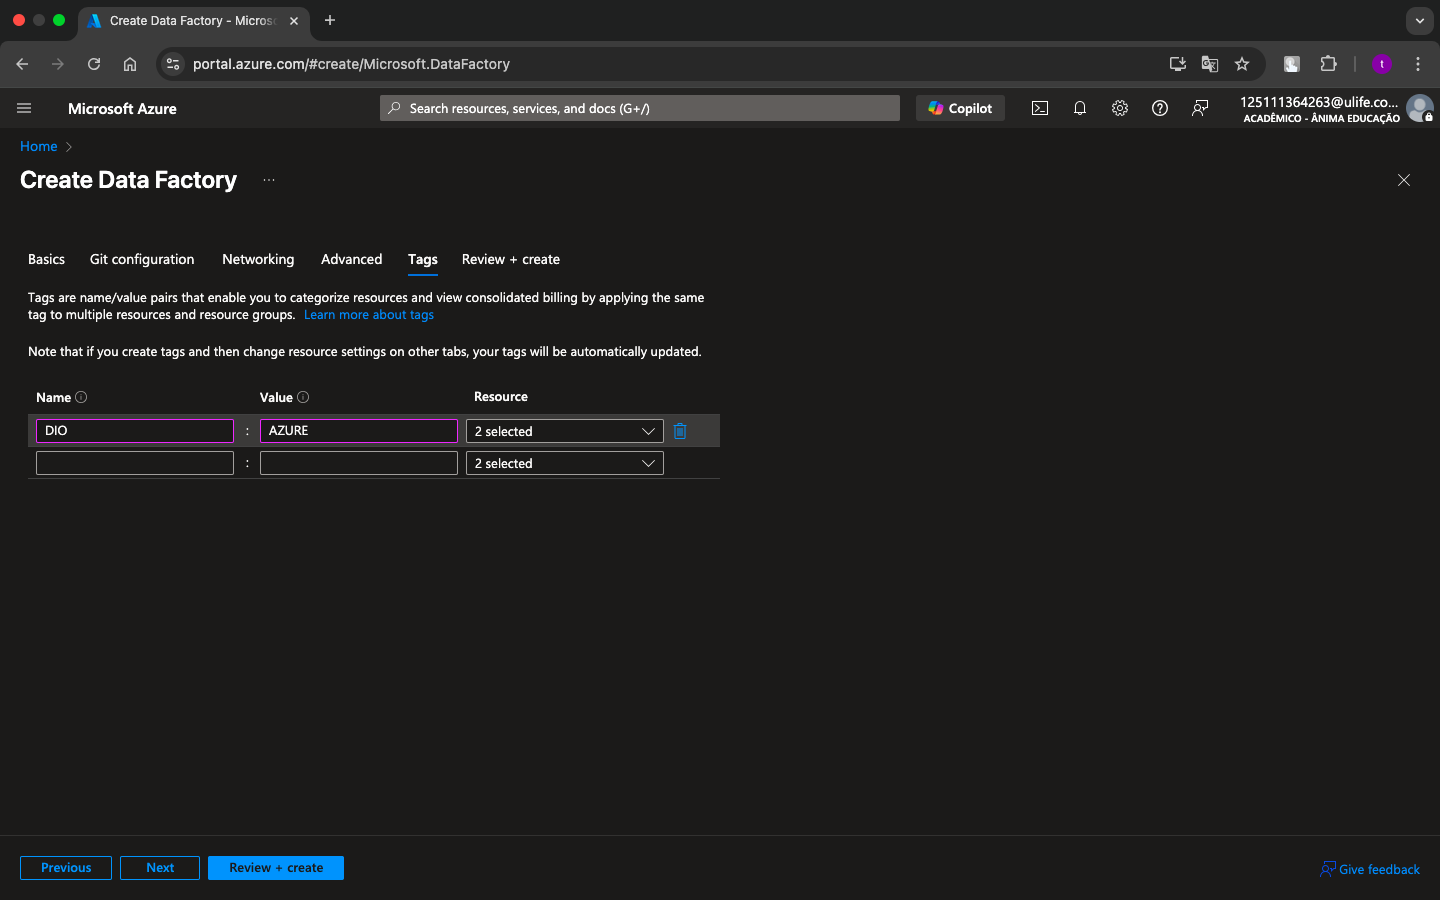 Create Data Factory - Micros
portal.azure.com/#create/Microsoft.DataFactory
t
Microsoft Azure
Search resources, services, and docs (G+/)
Copilot
125111364263@ulife.co...
ACADÊMICO - ÂNIMA EDUCAÇÃO
Home
Create Data Factory
...
Basics
Git configuration
Networking
Advanced
Tags
Review + create
Tags are name/value pairs that enable you to categorize resources and view consolidated billing by applying the same
tag to multiple resources and resource groups. Learn more about tags
Note that if you create tags and then change resource settings on other tabs, your tags will be automatically updated.
Name
Value
Resource
DIO : AZURE 2 selected
: 2 selected
Previous
Next
Review + create
Give feedback